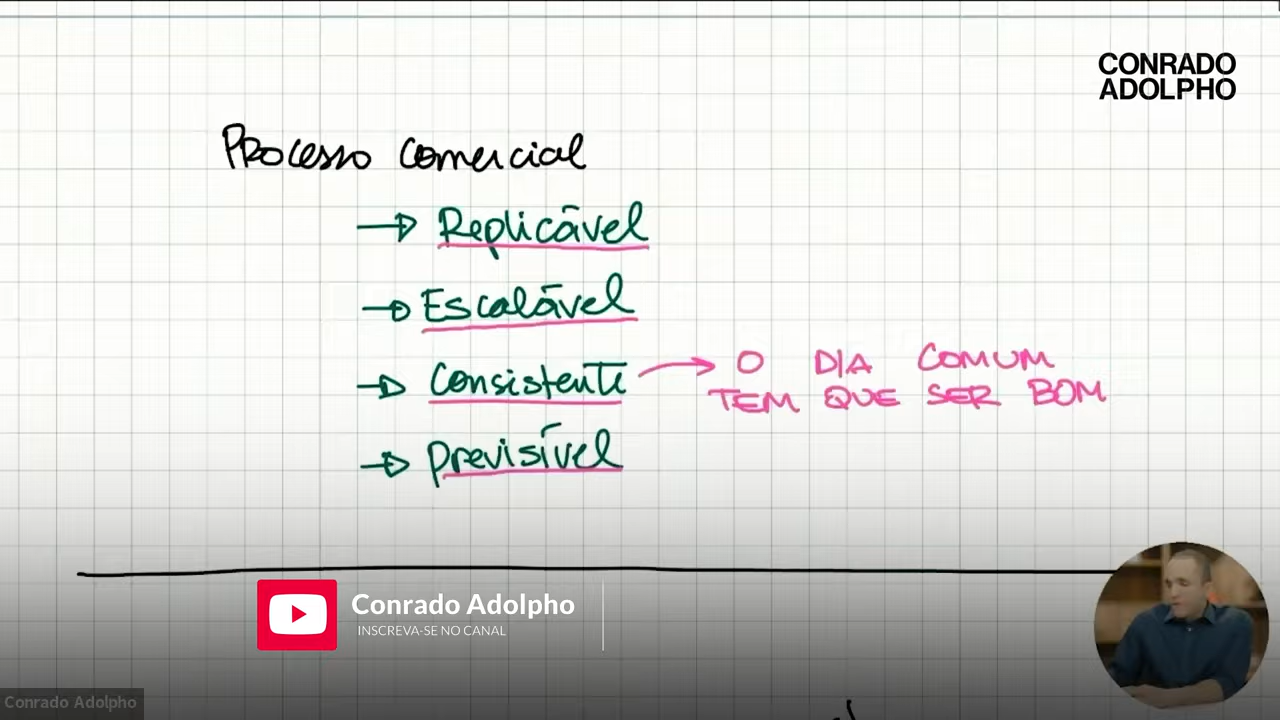 CONRADO
ADOLPHO
Processo comercial
Replicável
Escalável
Consistente
O DIA COMUM
TEM QUE SER BOM
Previsível
Conrado Adolpho
INSCREVA-SE NO CANAL
Conrado Adolpho